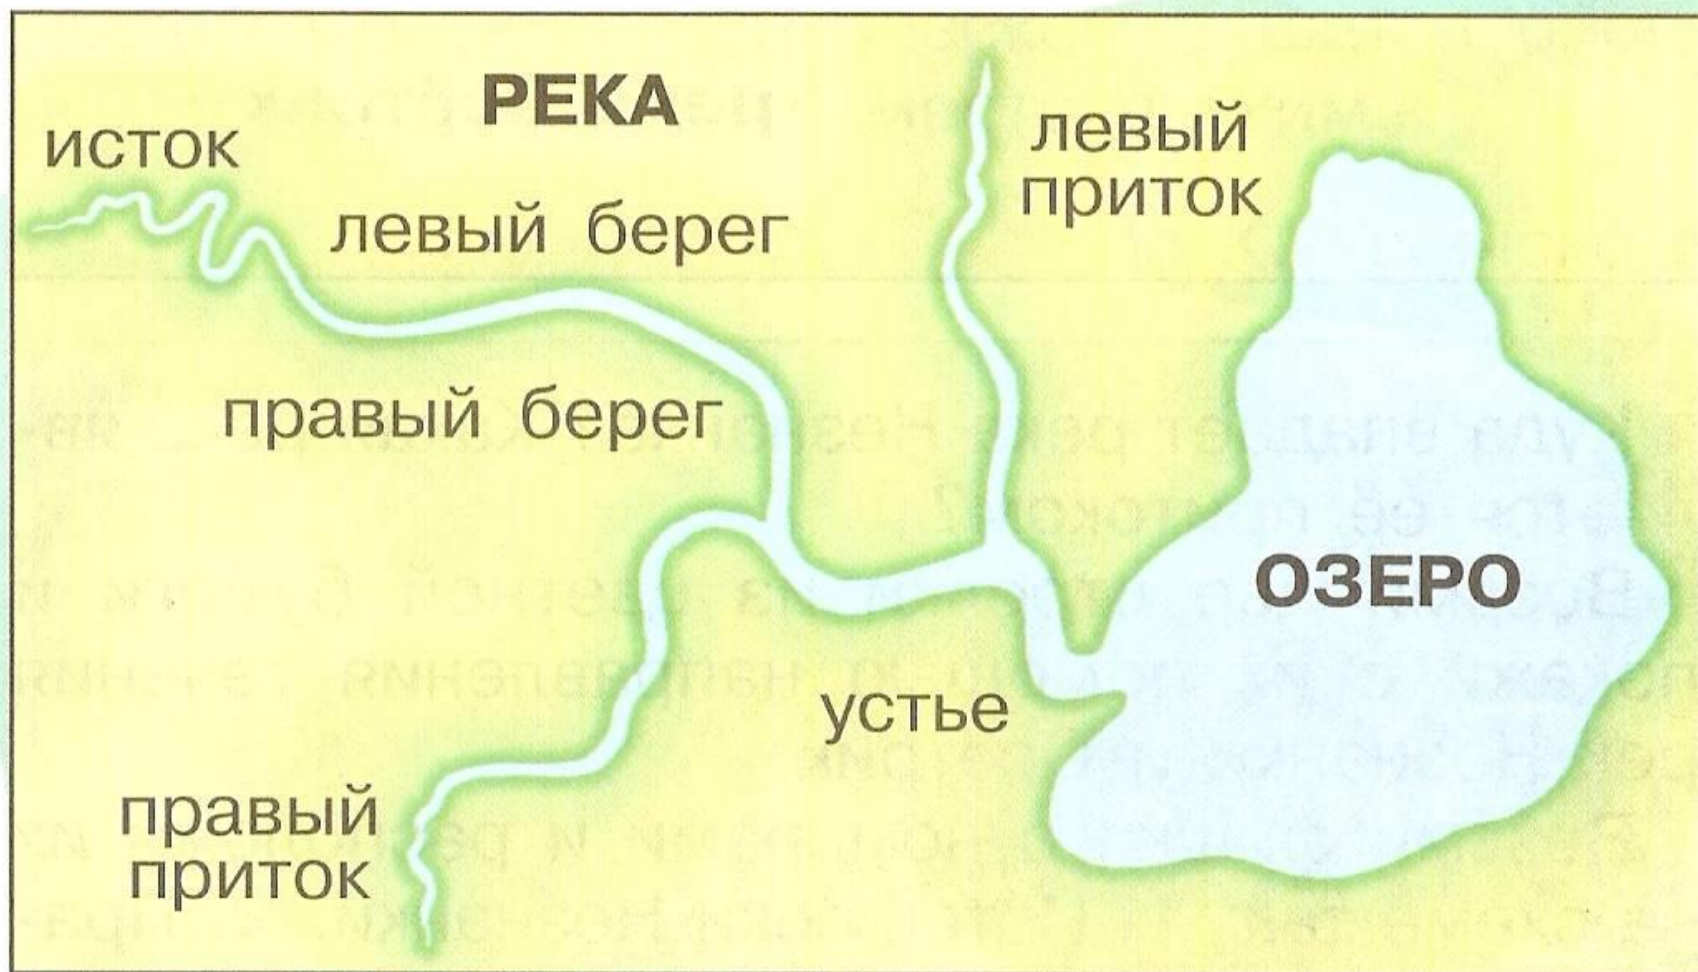 РЕКА
исток
левый берег
левый
приток
правый берег
ОЗЕРО
устье
правый
приток